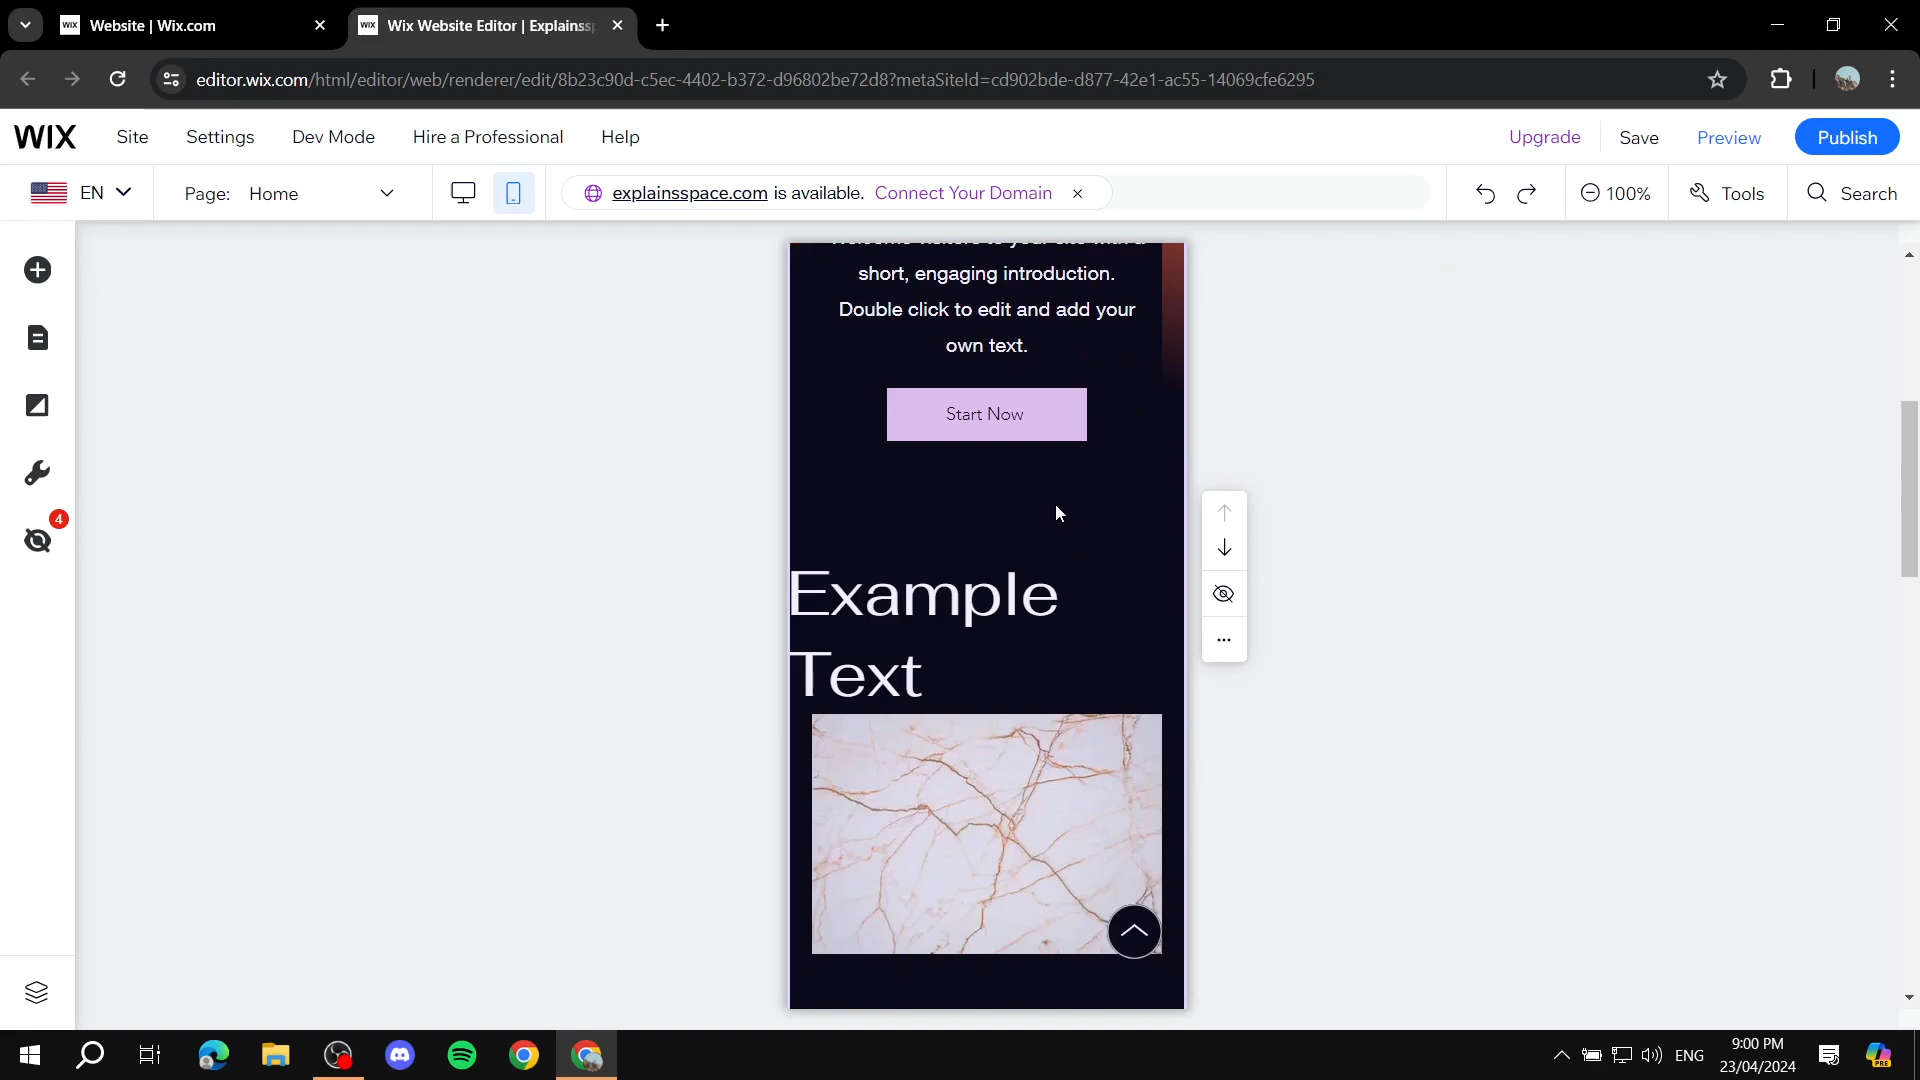 WIX Website | Wix.com
WIX Wix Website Editor | Explainss
editor.wix.com/html/editor/web/renderer/edit/8b23c90d-c5ec-4402-b372-d96802be72d8?metaSiteId=cd902bde-d877-42e1-ac55-14069cfe6295
WIX Site Settings Dev Mode Hire a Professional Help Upgrade Save Preview Publish
EN Page: Home explainsspace.com is available. Connect Your Domain 100% Tools Search
short, engaging introduction.
Double click to edit and add your
own text.
Start Now
4
Example
Text
ENG
9:00 PM
23/04/2024
PRE